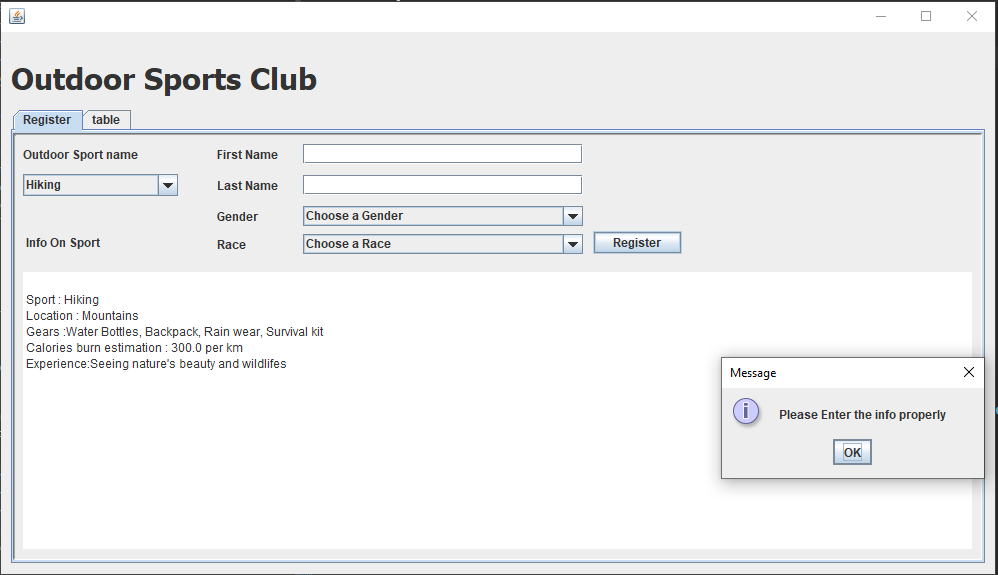 Outdoor Sports Club
Register
table
Outdoor Sport name
First Name
Hiking
Last Name
Gender
Choose a Gender
Info On Sport
Race
Choose a Race
Register
Sport : Hiking
Location : Mountains
Gears :Water Bottles, Backpack, Rain wear, Survival kit
Calories burn estimation : 300.0 per km
Experience:Seeing nature's beauty and wildlifes
Message
Please Enter the info properly
OK